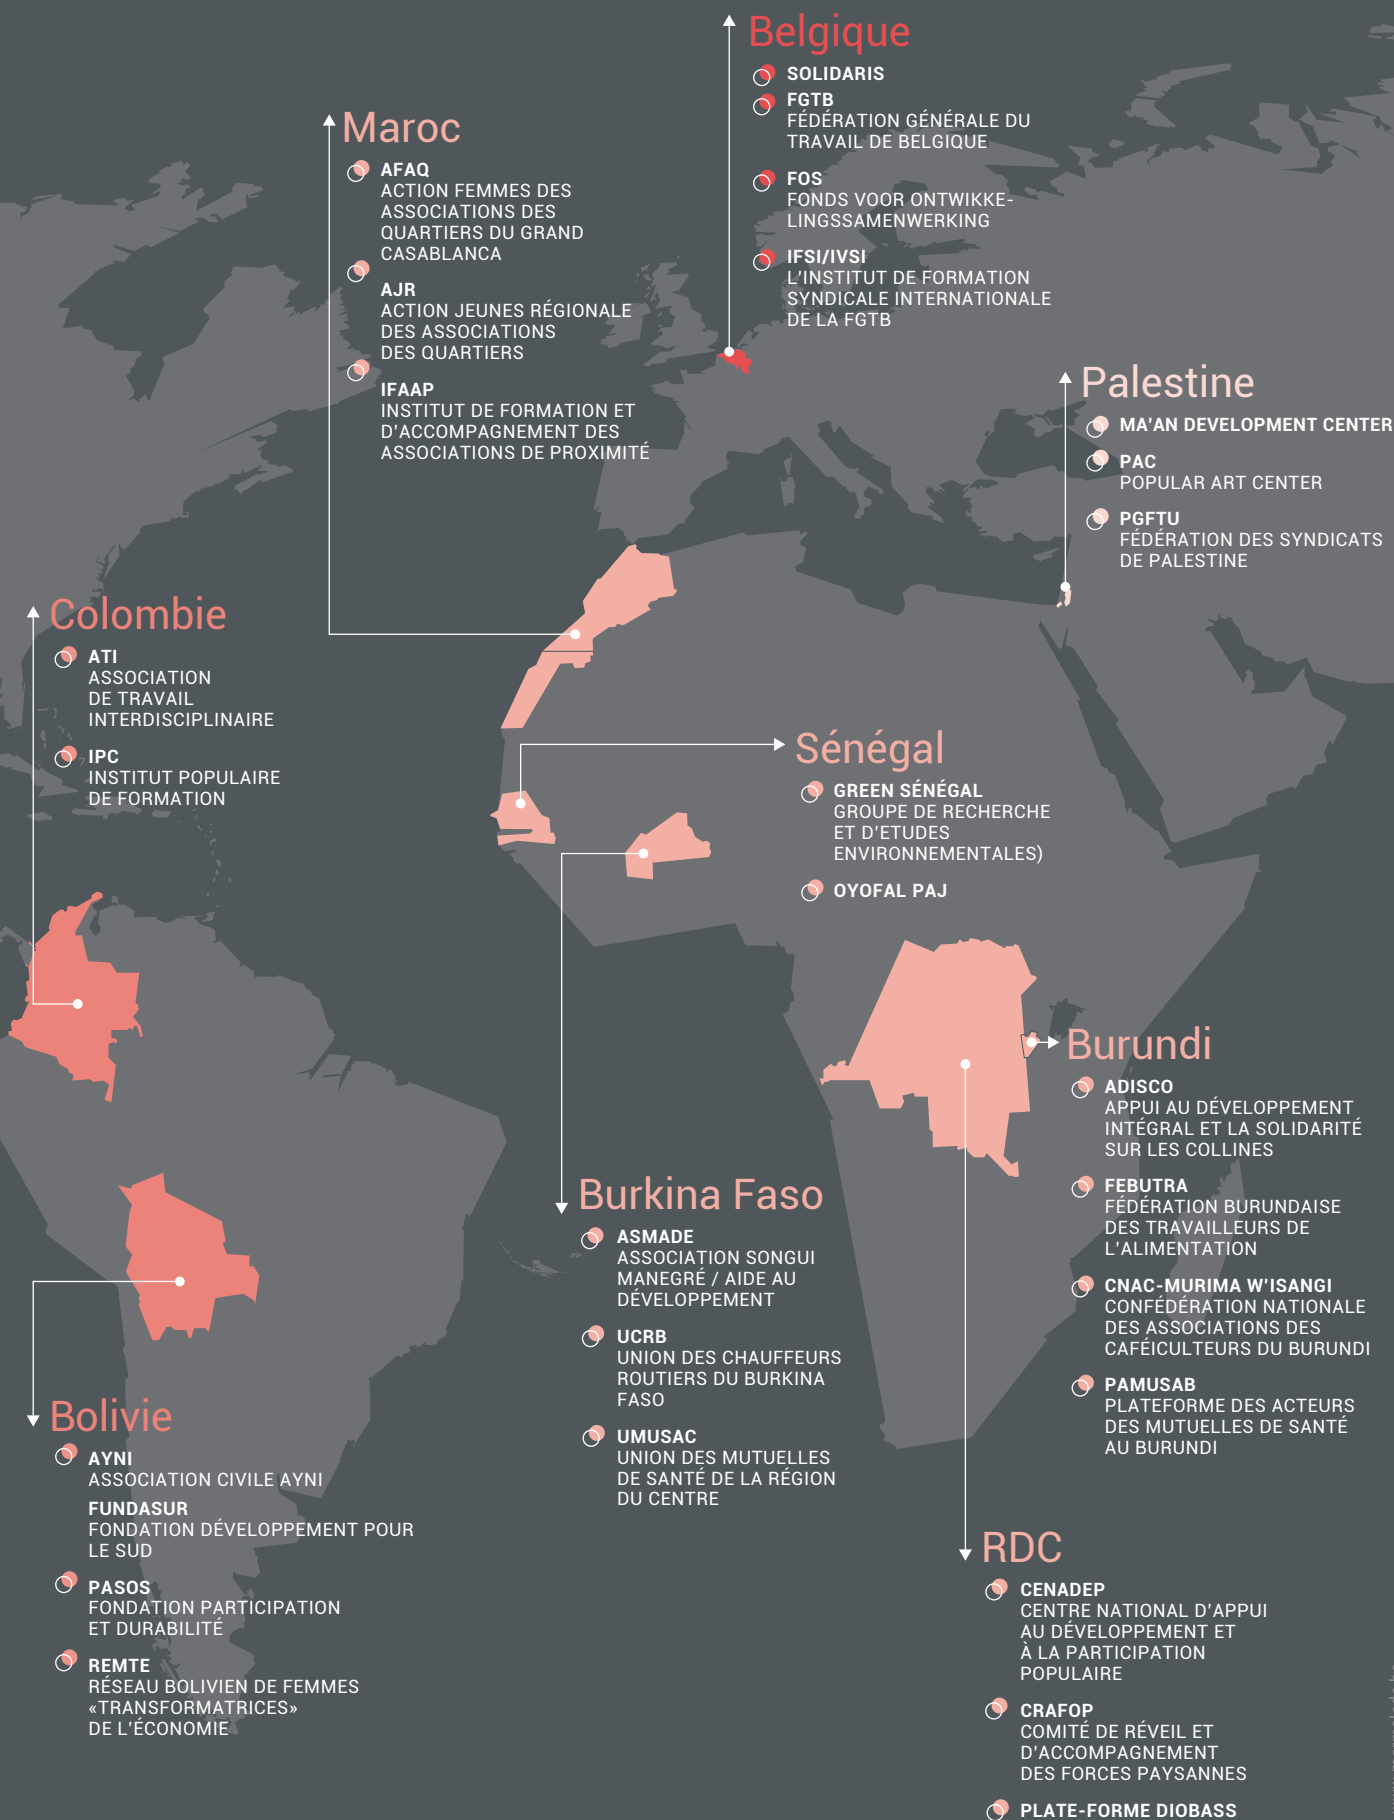 Belgique
SOLIDARIS
FGTB
FÉDÉRATION GÉNÉRALE DU
TRAVAIL DE BELGIQUE
FOS
FONDS VOOR ONTWIKKE-
LINGSSAMENWERKING
IFSI/IVSI
L'INSTITUT DE FORMATION
SYNDICALE INTERNATIONALE
DE LA FGTB
Maroc
AFAQ
ACTION FEMMES DES
ASSOCIATIONS DES
QUARTIERS DU GRAND
CASABLANCA
AJR
ACTION JEUNES RÉGIONALE
DES ASSOCIATIONS
DES QUARTIERS
IFAAP
INSTITUT DE FORMATION ET
D'ACCOMPAGNEMENT DES
ASSOCIATIONS DE PROXIMITÉ
Palestine
MA'AN DEVELOPMENT CENTER
PAC
POPULAR ART CENTER
PGFTU
FÉDÉRATION DES SYNDICATS
DE PALESTINE
Colombie
ATI
ASSOCIATION
DE TRAVAIL
INTERDISCIPLINAIRE
IPC
INSTITUT POPULAIRE
DE FORMATION
Sénégal
GREEN SÉNÉGAL
GROUPE DE RECHERCHE
ET D'ETUDES
ENVIRONNEMENTALES)
OYOFAL PAJ
Burundi
ADISCO
APPUI AU DÉVELOPPEMENT
INTÉGRAL ET LA SOLIDARITÉ
SUR LES COLLINES
FEBUTRA
FÉDÉRATION BURUNDAISE
DES TRAVAILLEURS DE
L'ALIMENTATION
CNAC-MURIMA W'ISANGI
CONFÉDÉRATION NATIONALE
DES ASSOCIATIONS DES
CAFÉICULTEURS DU BURUNDI
PAMUSAB
PLATEFORME DES ACTEURS
DES MUTUELLES DE SANTÉ
AU BURUNDI
Burkina Faso
ASMADE
ASSOCIATION SONGUI
MANEGRÉ / AIDE AU
DÉVELOPPEMENT
UCRB
UNION DES CHAUFFEURS
ROUTIERS DU BURKINA
FASO
UMUSAC
UNION DES MUTUELLES
DE SANTÉ DE LA RÉGION
DU CENTRE
Bolivie
AYNI
ASSOCIATION CIVILE AYNI
FUNDASUR
FONDATION DÉVELOPPEMENT POUR
LE SUD
PASOS
FONDATION PARTICIPATION
ET DURABILITÉ
REMTE
RÉSEAU BOLIVIEN DE FEMMES
«TRANSFORMATRICES»
DE L'ÉCONOMIE
RDC
CENADEP
CENTRE NATIONAL D'APPUI
AU DÉVELOPPEMENT ET
À LA PARTICIPATION
POPULAIRE
CRAFOP
COMITÉ DE RÉVEIL ET
D'ACCOMPAGNEMENT
DES FORCES PAYSANNES
PLATE-FORME DIOBASS